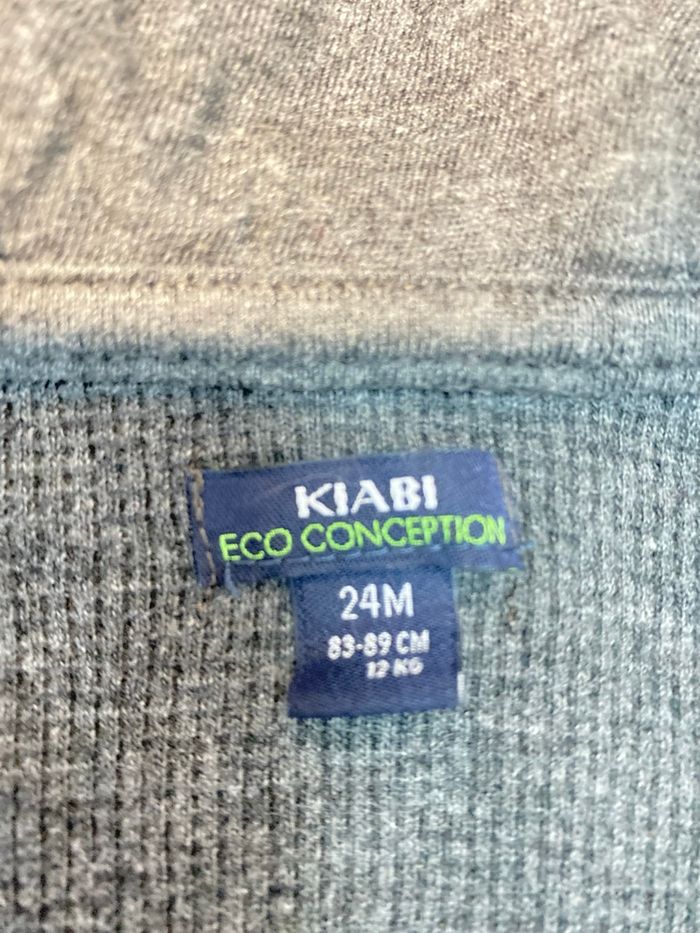 KIABI
ECO CONCEPTION
24M
83-89 CM
12 KG